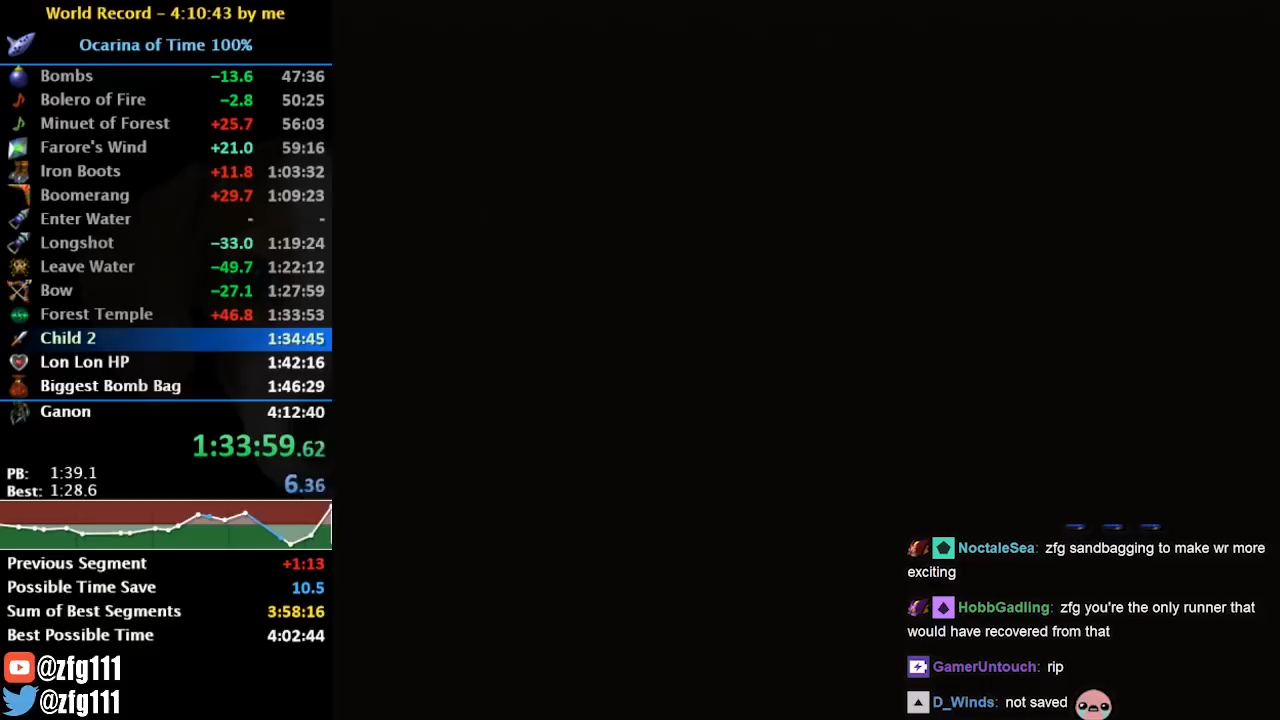 World Record – 4:10:43 by me
Ocarina of Time 100%
Bombs −13.6 47:36
Bolero of Fire −2.8 50:25
Minuet of Forest +25.7 56:03
Farore's Wind +21.0 59:16
Iron Boots +11.8 1:03:32
Boomerang +29.7 1:09:23
Enter Water - -
Longshot −33.0 1:19:24
Leave Water −49.7 1:22:12
Bow −27.1 1:27:59
Forest Temple +46.8 1:33:53
Child 2 1:34:45
Lon Lon HP 1:42:16
Biggest Bomb Bag 1:46:29
Ganon 4:12:40
1:33:59.62
PB: 1:39.1
Best: 1:28.6
6.36
Previous Segment +1:13
Possible Time Save 10.5
Sum of Best Segments 3:58:16
Best Possible Time 4:02:44
@zfg111
@zfg111
NoctaleSea: zfg sandbagging to make wr more
exciting
HobbGadling: zfg you're the only runner that
would have recovered from that
GamerUntouch: rip
D_Winds: not saved